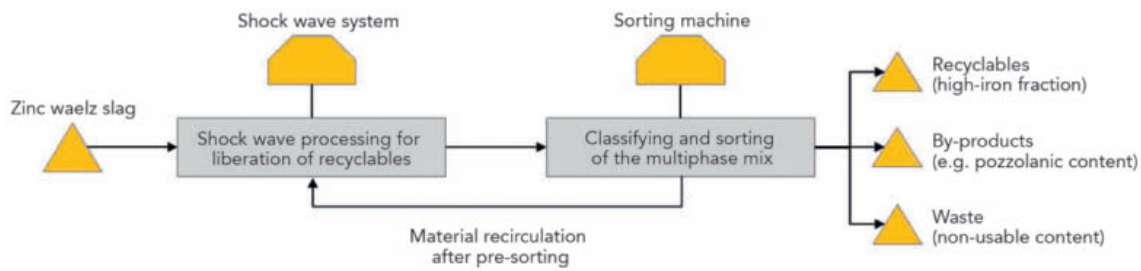 Shock wave system
Sorting machine
Zinc waelz slag
Shock wave processing for
liberation of recyclables
Classifying and sorting
of the multiphase mix
Recyclables
(high-iron fraction)
By-products
(e.g. pozzolanic content)
Waste
(non-usable content)
Material recirculation
after pre-sorting